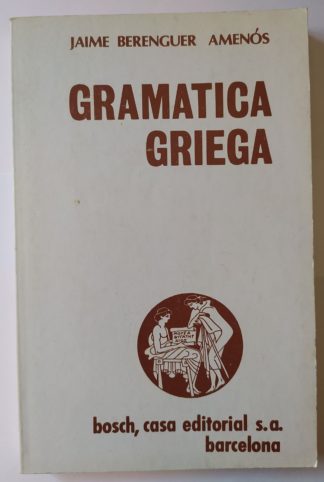 JAIME BERENGUER AMENÓS
GRAMATICA
GRIEGA
bosch, casa editorial s.a.
barcelona